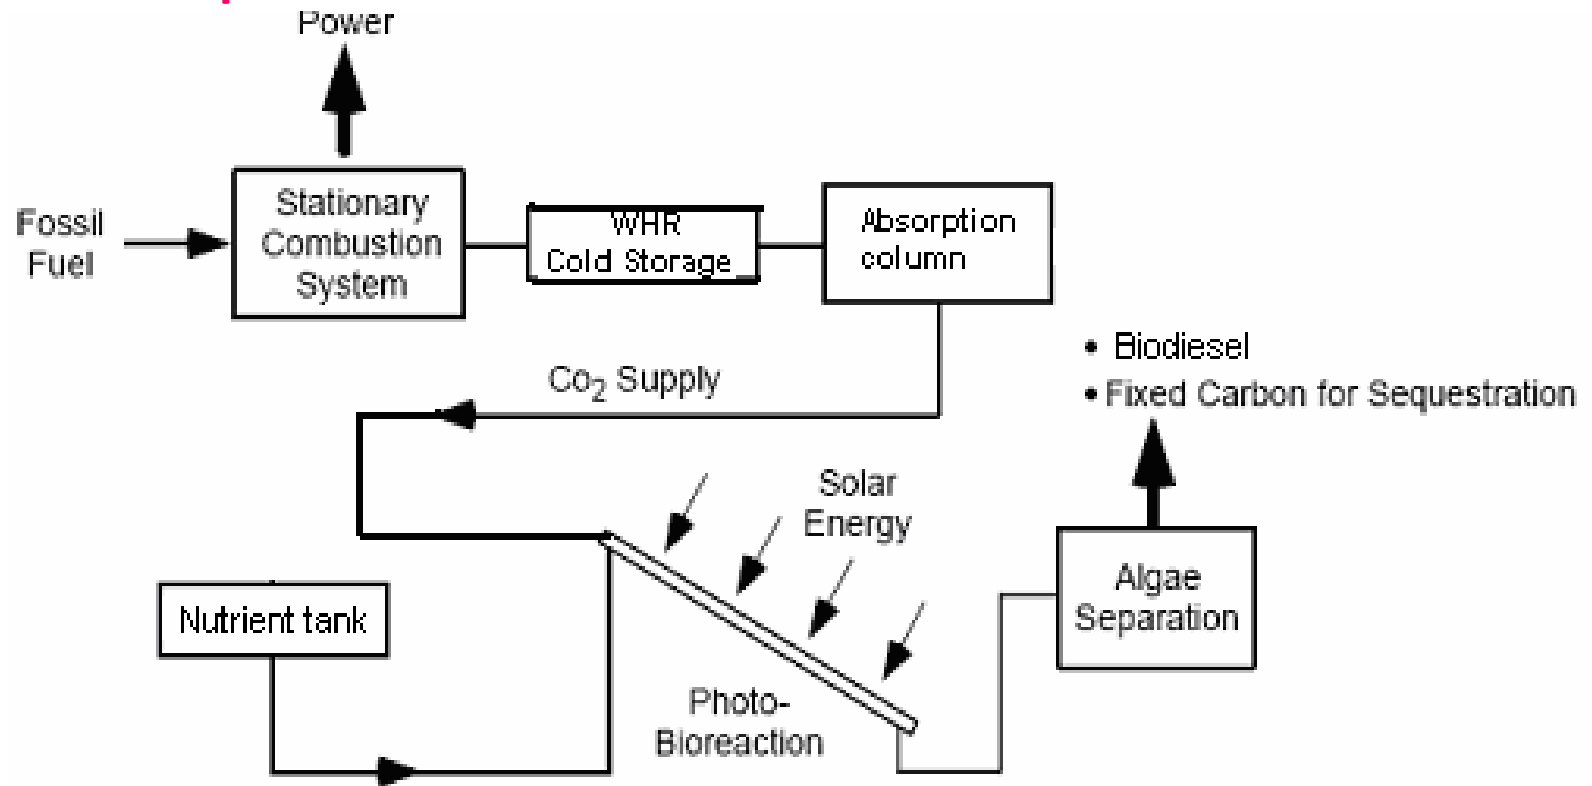 Power
Fossil
Fuel
Stationary
Combustion
System
WHR
Cold Storage
Absorption
column
• Biodiesel
• Fixed Carbon for Sequestration
Co2 Supply
Solar
Energy
Nutrient tank
Algae
Separation
Photo-
Bioreaction